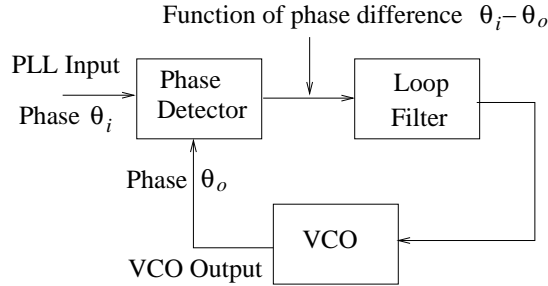 Function of phase difference θi–θo
PLL Input
Phase θi
Phase
Detector
Loop
Filter
Phase θo
VCO
VCO Output